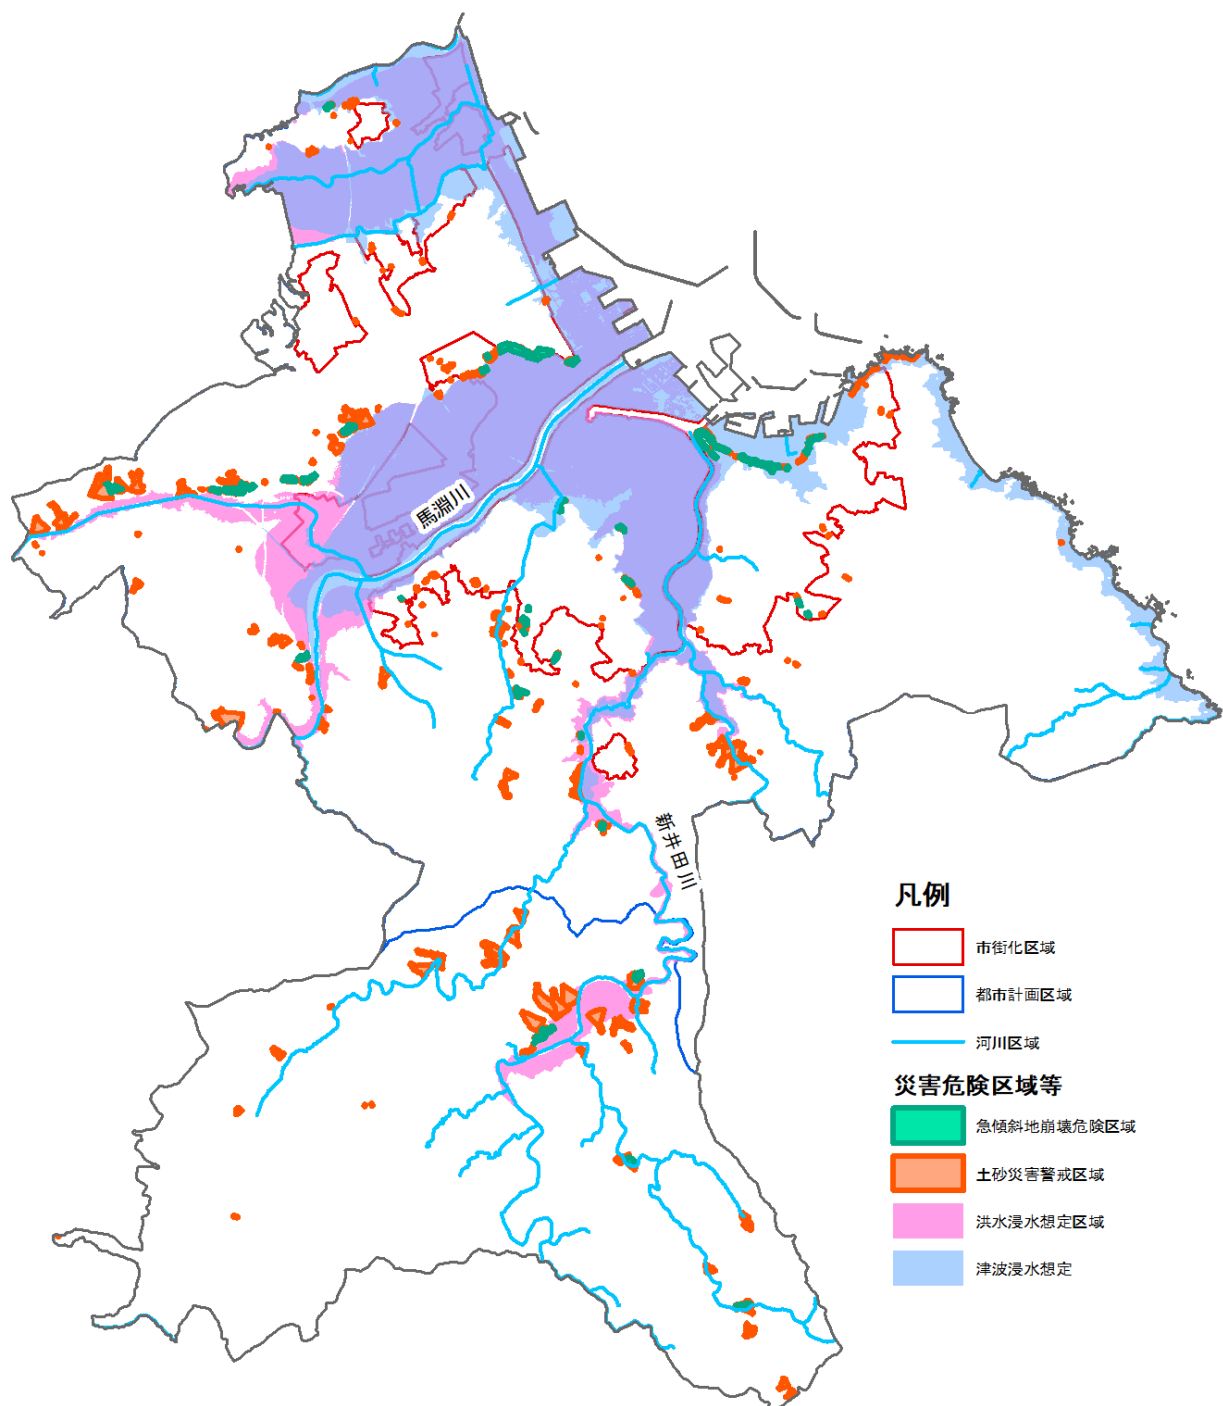 馬淵川
新井田川
凡例
市街化区域
都市計画区域
河川区域
災害危険区域等
急傾斜地崩壊危険区域
土砂災害警戒区域
洪水浸水想定区域
津波浸水想定